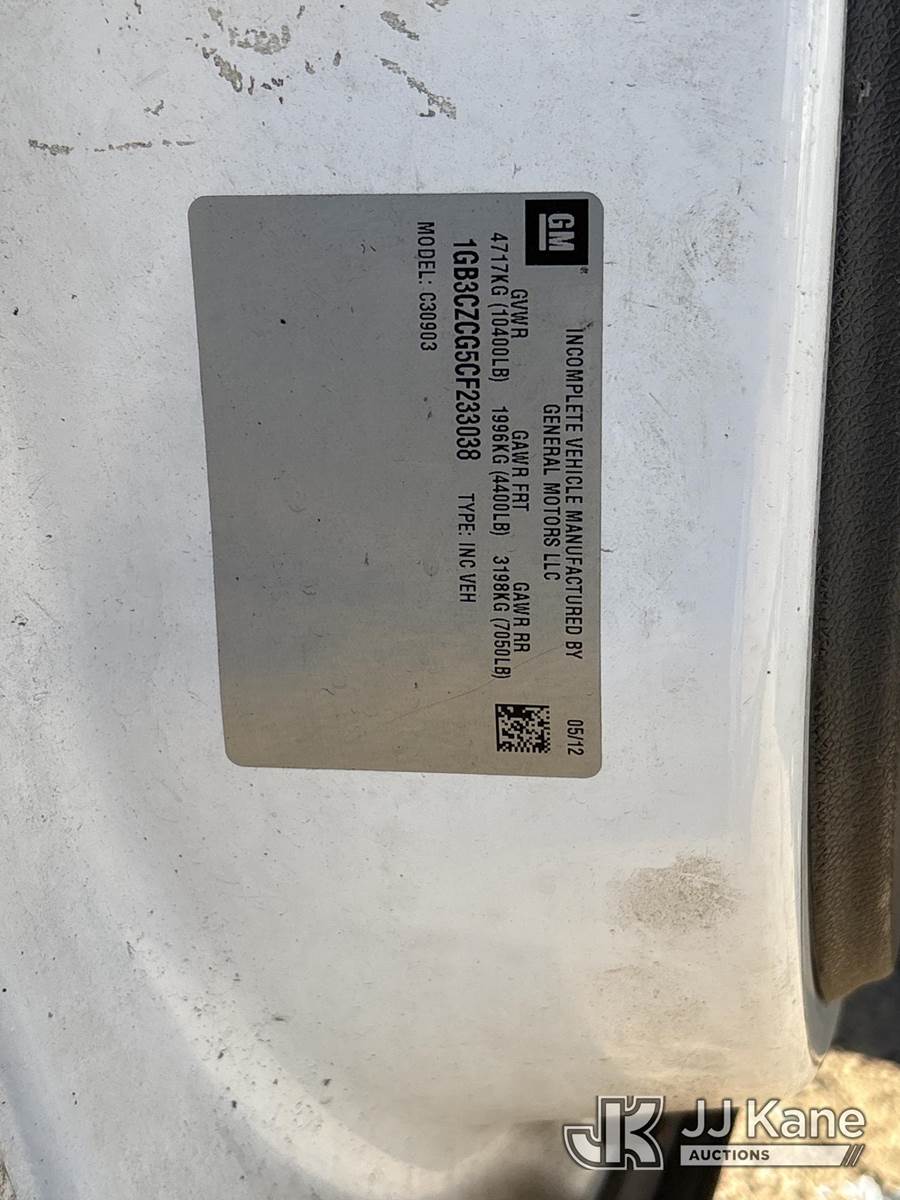 GM®
INCOMPLETE VEHICLE MANUFACTURED BY
GENERAL MOTORS LLC
05/12
GVWR GAWR FRT GAWR RR
4717KG (10400LB) 1996KG (4400LB) 3198KG (7050LB)
1GB3CZCG5CF233038 TYPE: INC VEH
MODEL: C30903
JK JJ Kane
AUCTIONS